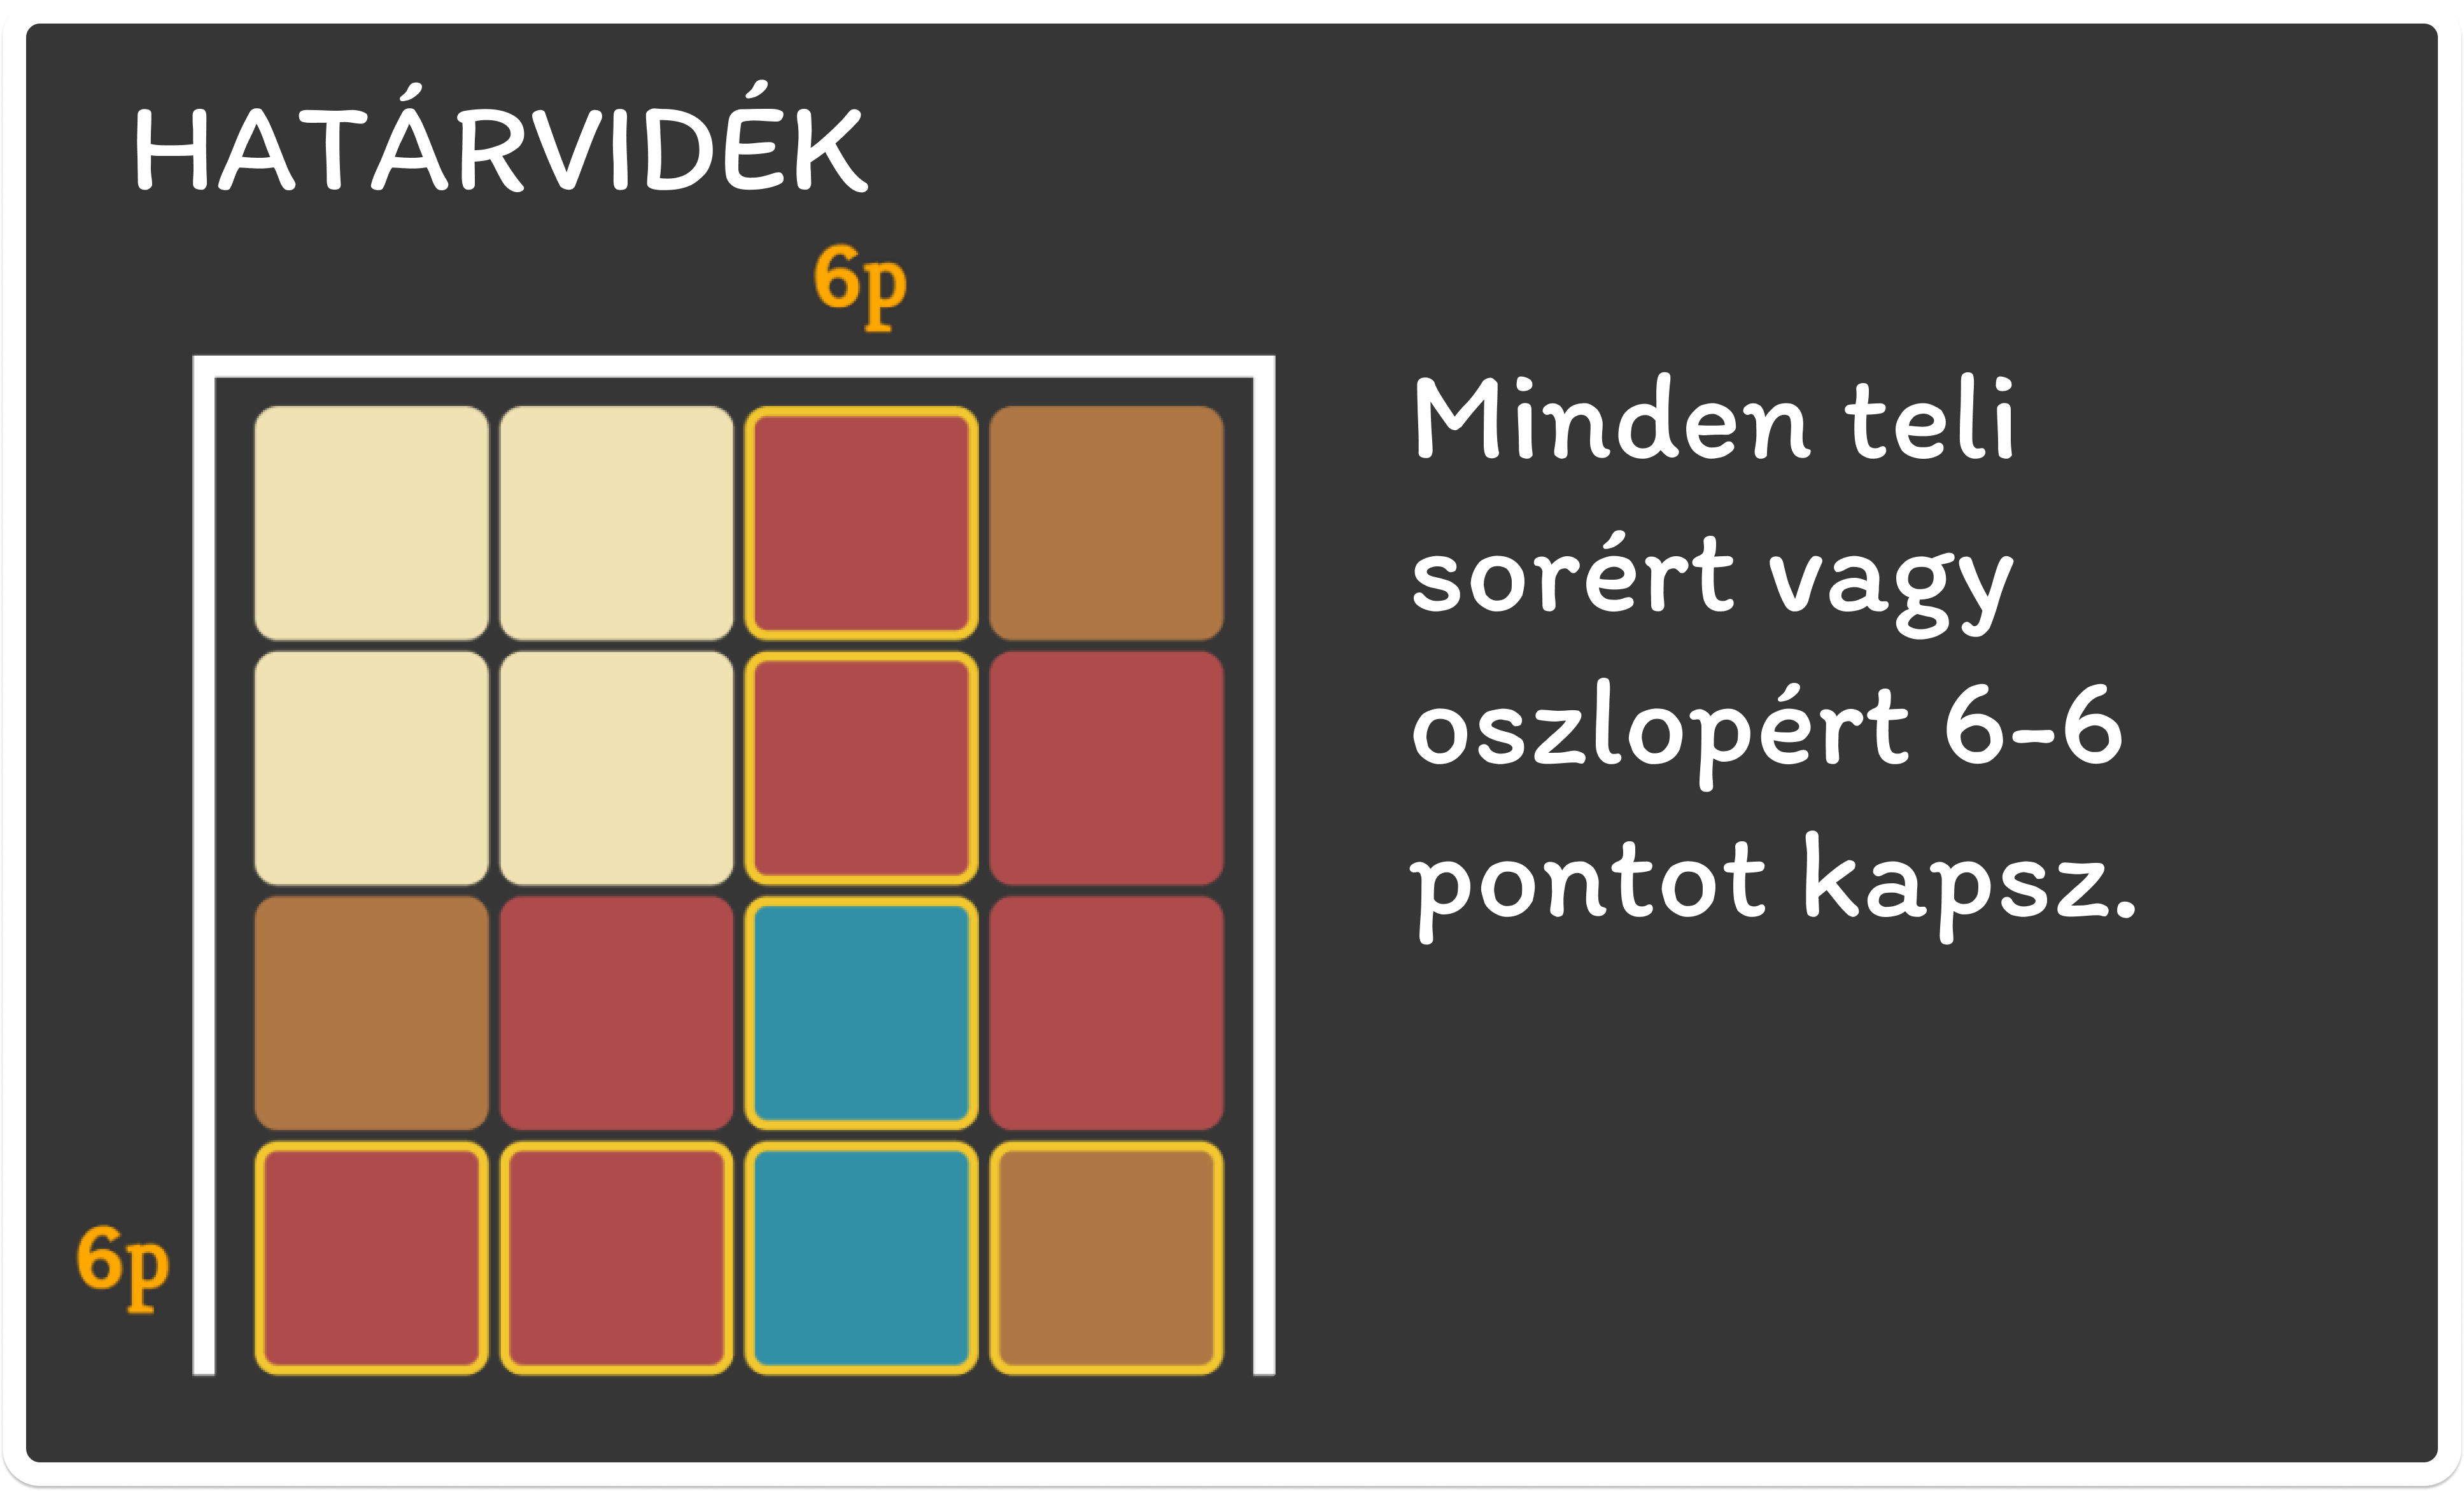 HATÁRVIDÉK
6p
Minden teli
sorért vagy
oszlopért 6-6
pontot kapsz.
6p